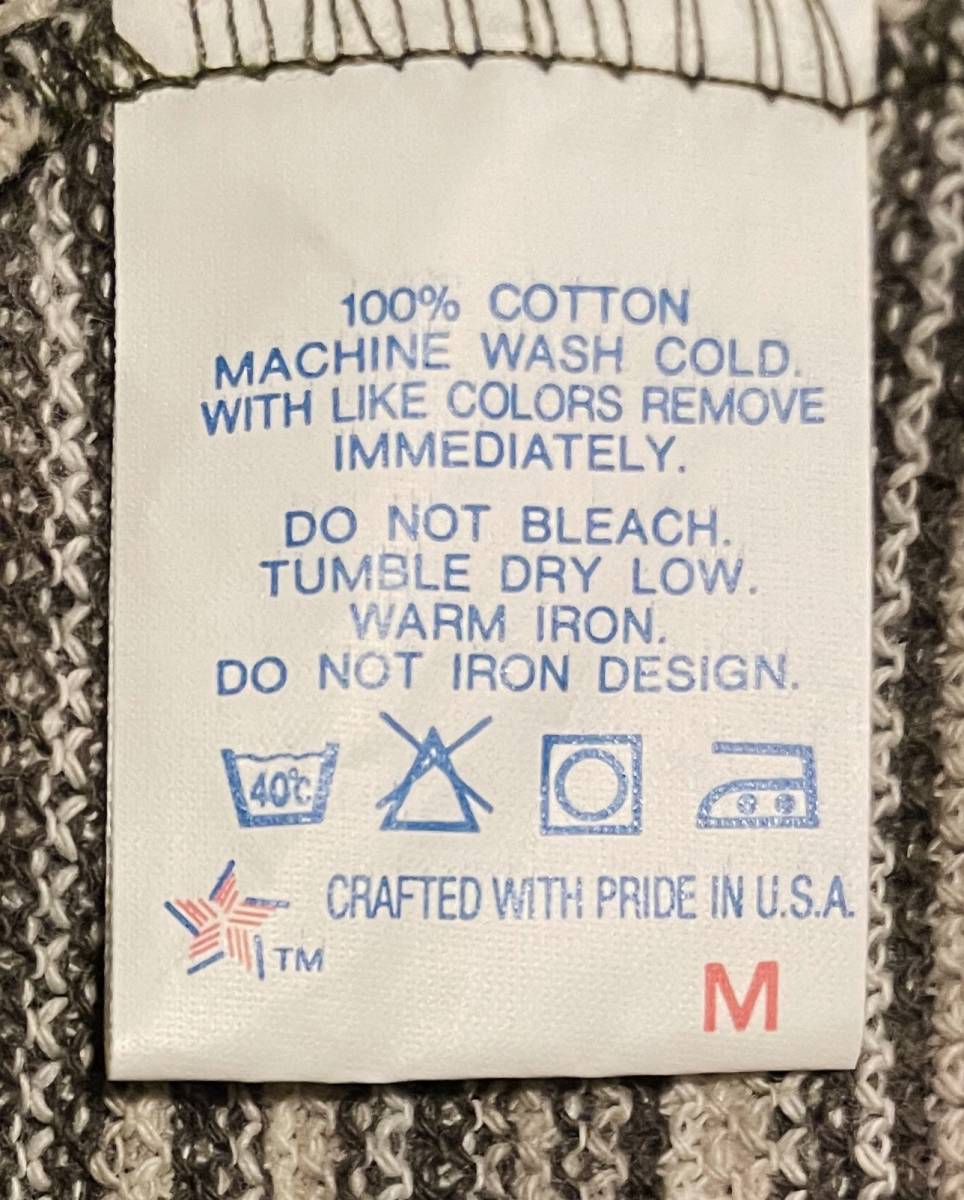 100% COTTON
MACHINE WASH COLD.
WITH LIKE COLORS REMOVE
IMMEDIATELY.
DO NOT BLEACH.
TUMBLE DRY LOW.
WARM IRON.
DO NOT IRON DESIGN.
40°C
CRAFTED WITH PRIDE IN U.S.A.
TM
M